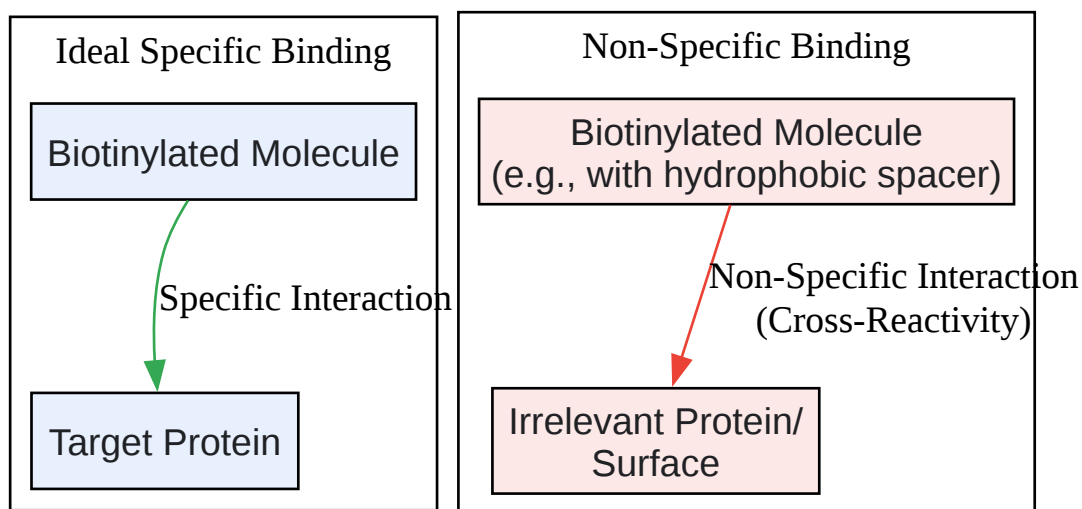 Ideal Specific Binding
Biotinylated Molecule
Specific Interaction
Target Protein
Non-Specific Binding
Biotinylated Molecule
(e.g., with hydrophobic spacer)
Non-Specific Interaction
(Cross-Reactivity)
Irrelevant Protein/
Surface